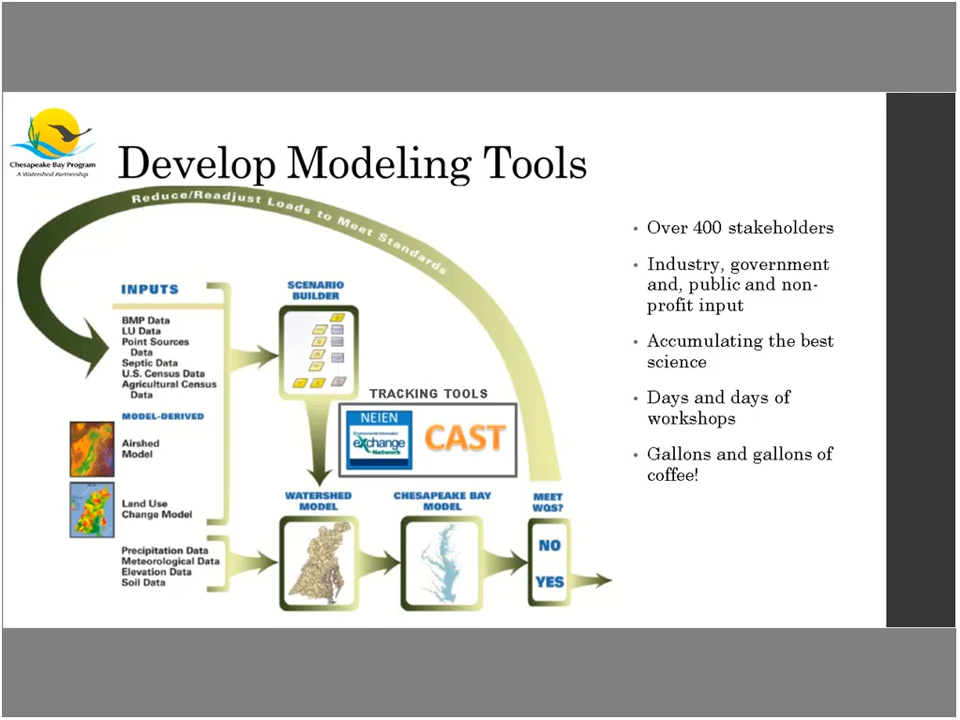 Chesapeake Bay Program
A Watershed Partnership
Develop Modeling Tools
Reduce/Readjust Loads to Meet Standards
INPUTS
BMP Data
LU Data
Point Sources
Data
Septic Data
U.S. Census Data
Agricultural Census
Data
MODEL-DERIVED
Airshed
Model
Land Use
Change Model
Precipitation Data
Meteorological Data
Elevation Data
Soil Data
SCENARIO
BUILDER
TRACKING TOOLS
NEIEN
Environmental Information
eXchange
Network
CAST
WATERSHED
MODEL
CHESAPEAKE BAY
MODEL
MEET
WQS?
NO
YES
• Over 400 stakeholders
• Industry, government
and, public and non-
profit input
• Accumulating the best
science
• Days and days of
workshops
• Gallons and gallons of
coffee!